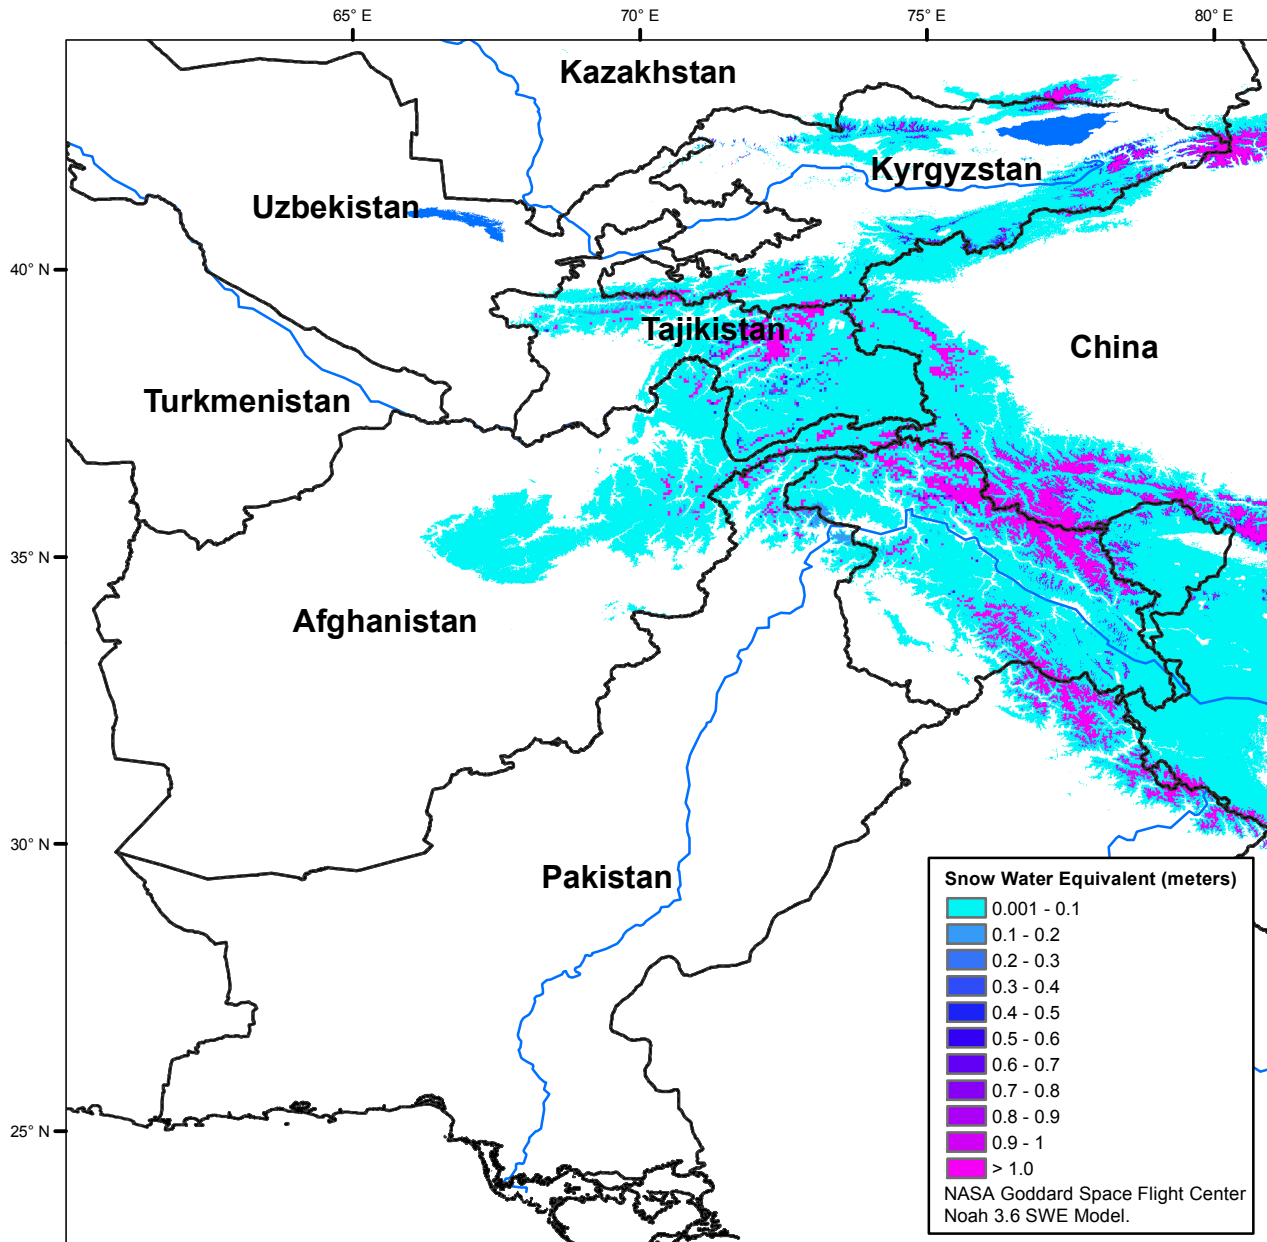 65° E
70° E
75° E
80° E
Kazakhstan
Kyrgyzstan
Uzbekistan
40° N
Tajikistan
China
Turkmenistan
35° N
Afghanistan
30° N
Pakistan
25° N
Snow Water Equivalent (meters)
0.001 - 0.1
0.1 - 0.2
0.2 - 0.3
0.3 - 0.4
0.4 - 0.5
0.5 - 0.6
0.6 - 0.7
0.7 - 0.8
0.8 - 0.9
0.9 - 1
> 1.0
NASA Goddard Space Flight Center
Noah 3.6 SWE Model.